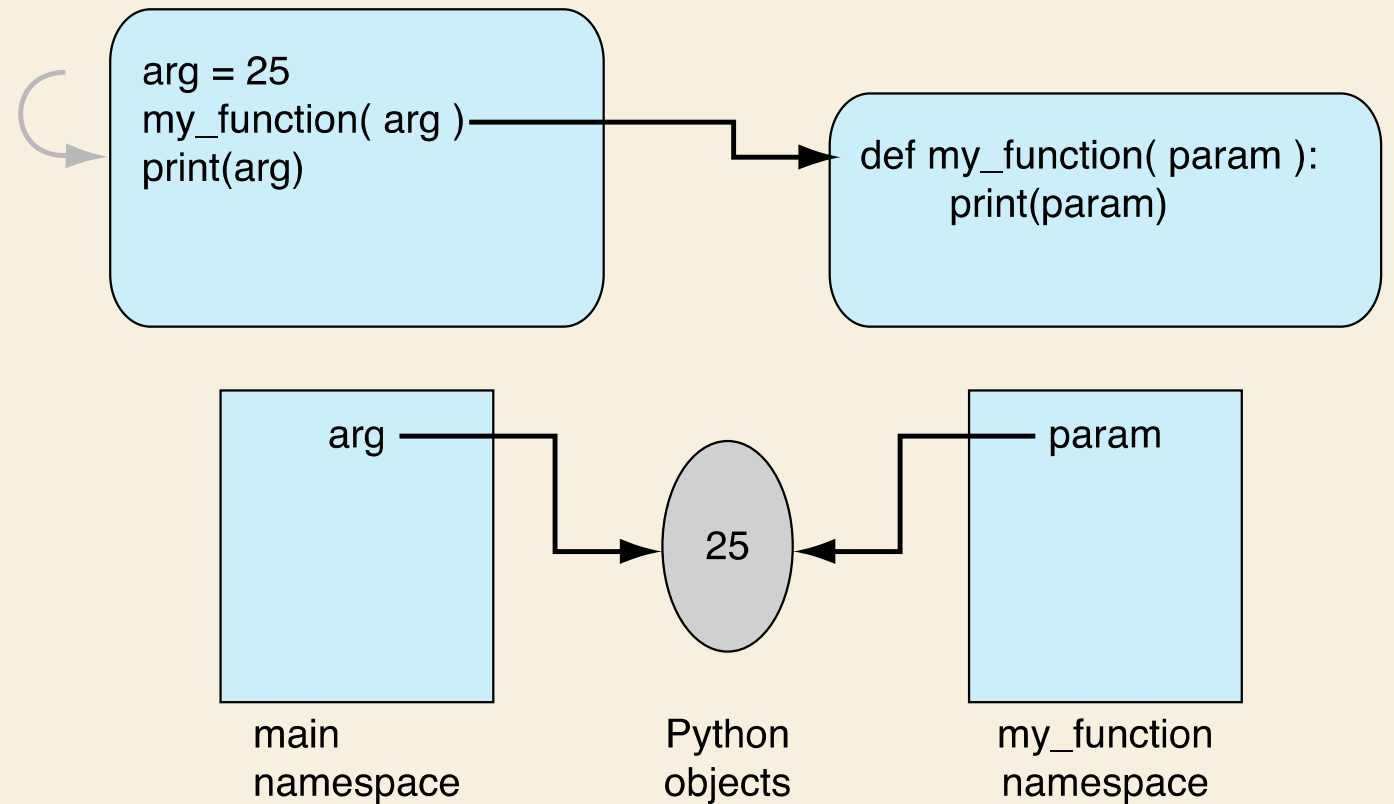 arg = 25
my_function( arg )
print(arg)
def my_function( param ):
print(param)
arg
25
param
main
namespace
Python
objects
my_function
namespace